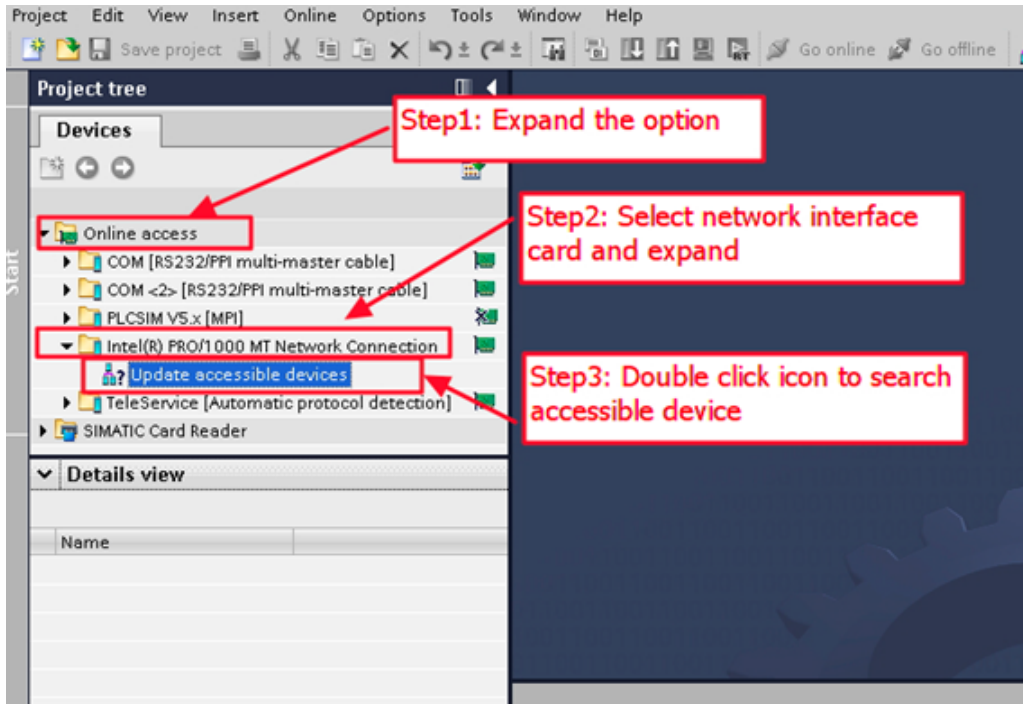 Project Edit View Insert Online Options Tools Window Help
Save project Go online Go offline
Project tree
Devices
Step1: Expand the option
Start
Online access
COM [RS232/PPI multi-master cable]
COM <2> [RS232/PPI multi-master cable]
PLCSIM V5.x [MPI]
Intel(R) PRO/1000 MT Network Connection
Update accessible devices
TeleService [Automatic protocol detection]
SIMATIC Card Reader
Step2: Select network interface
card and expand
Step3: Double click icon to search
accessible device
Details view
Name